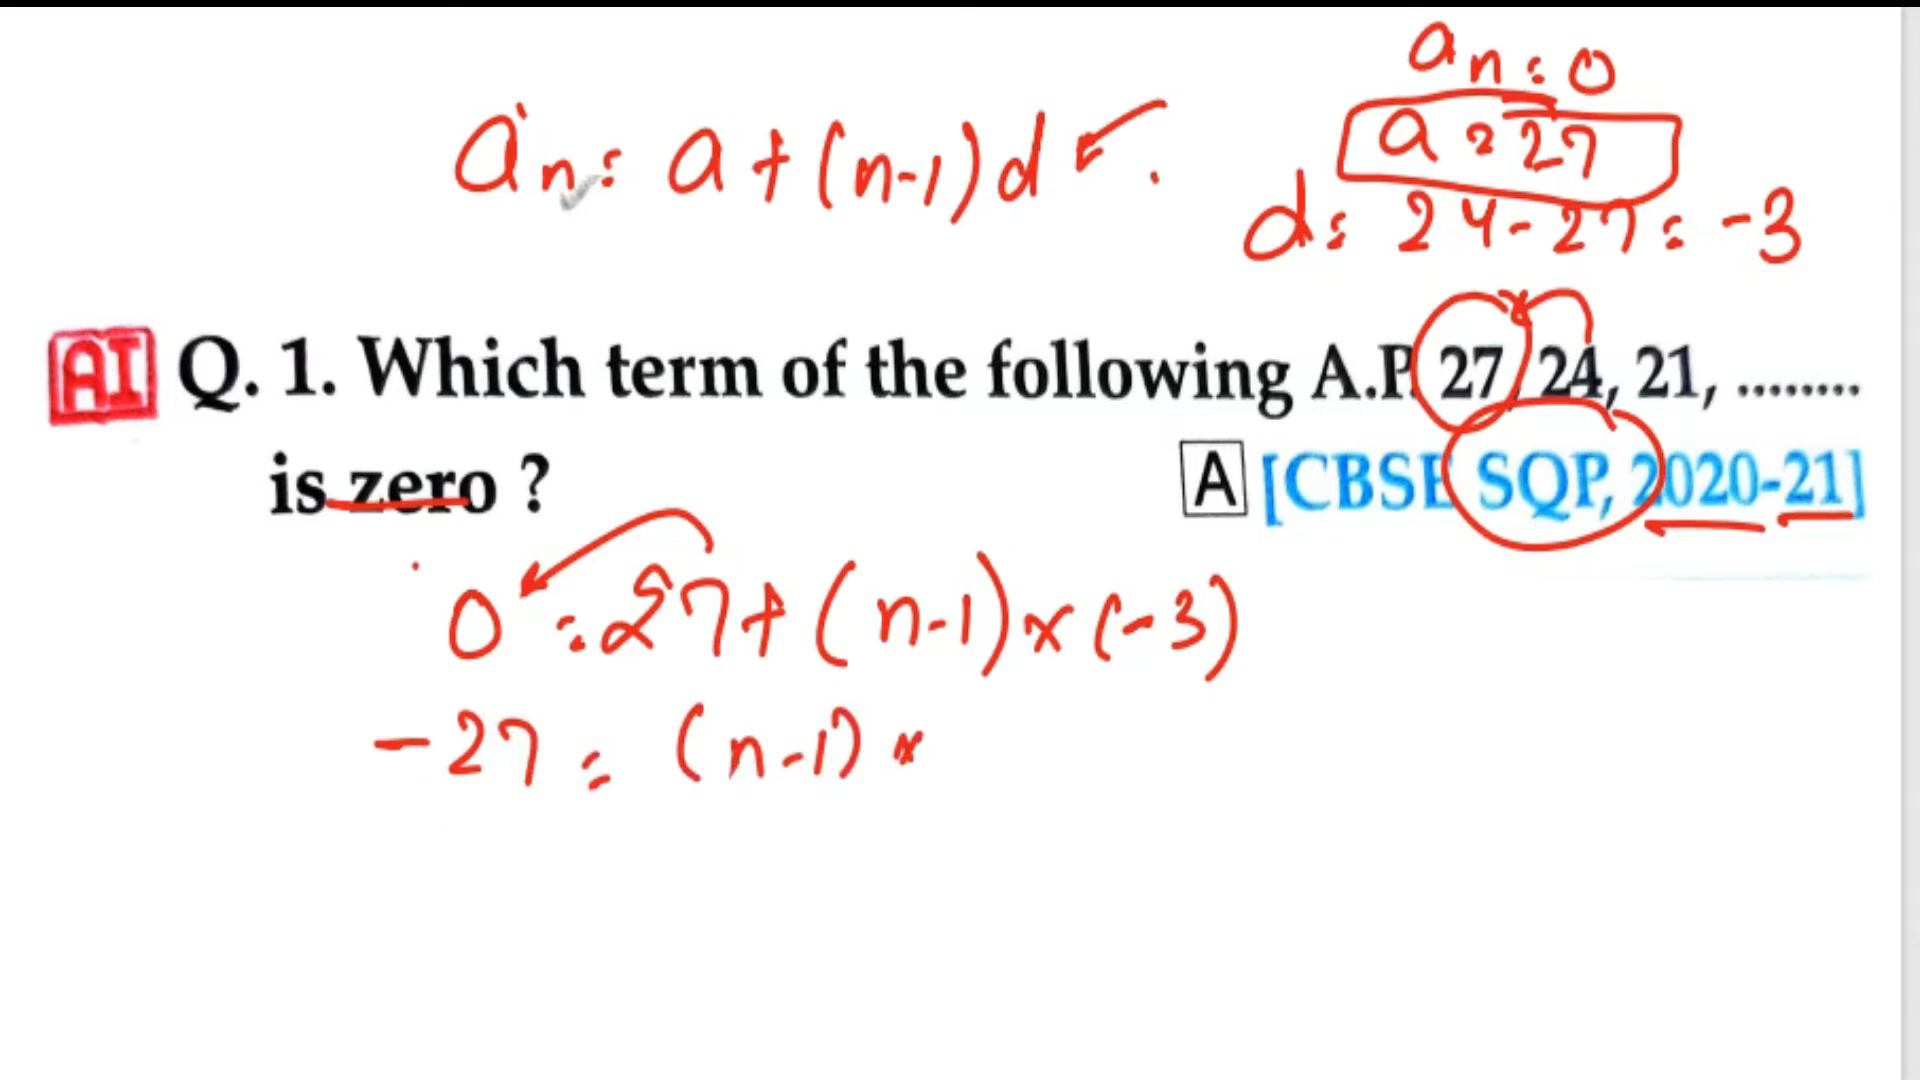 an = 0
an = a + (n-1)d
a = 27
d = 24-27 = -3
AI Q. 1. Which term of the following A.P. 27, 24, 21, ........
is zero ? A [CBSE SQP, 2020-21]
0 = 27 + (n-1) x (-3)
-27 = (n-1) x